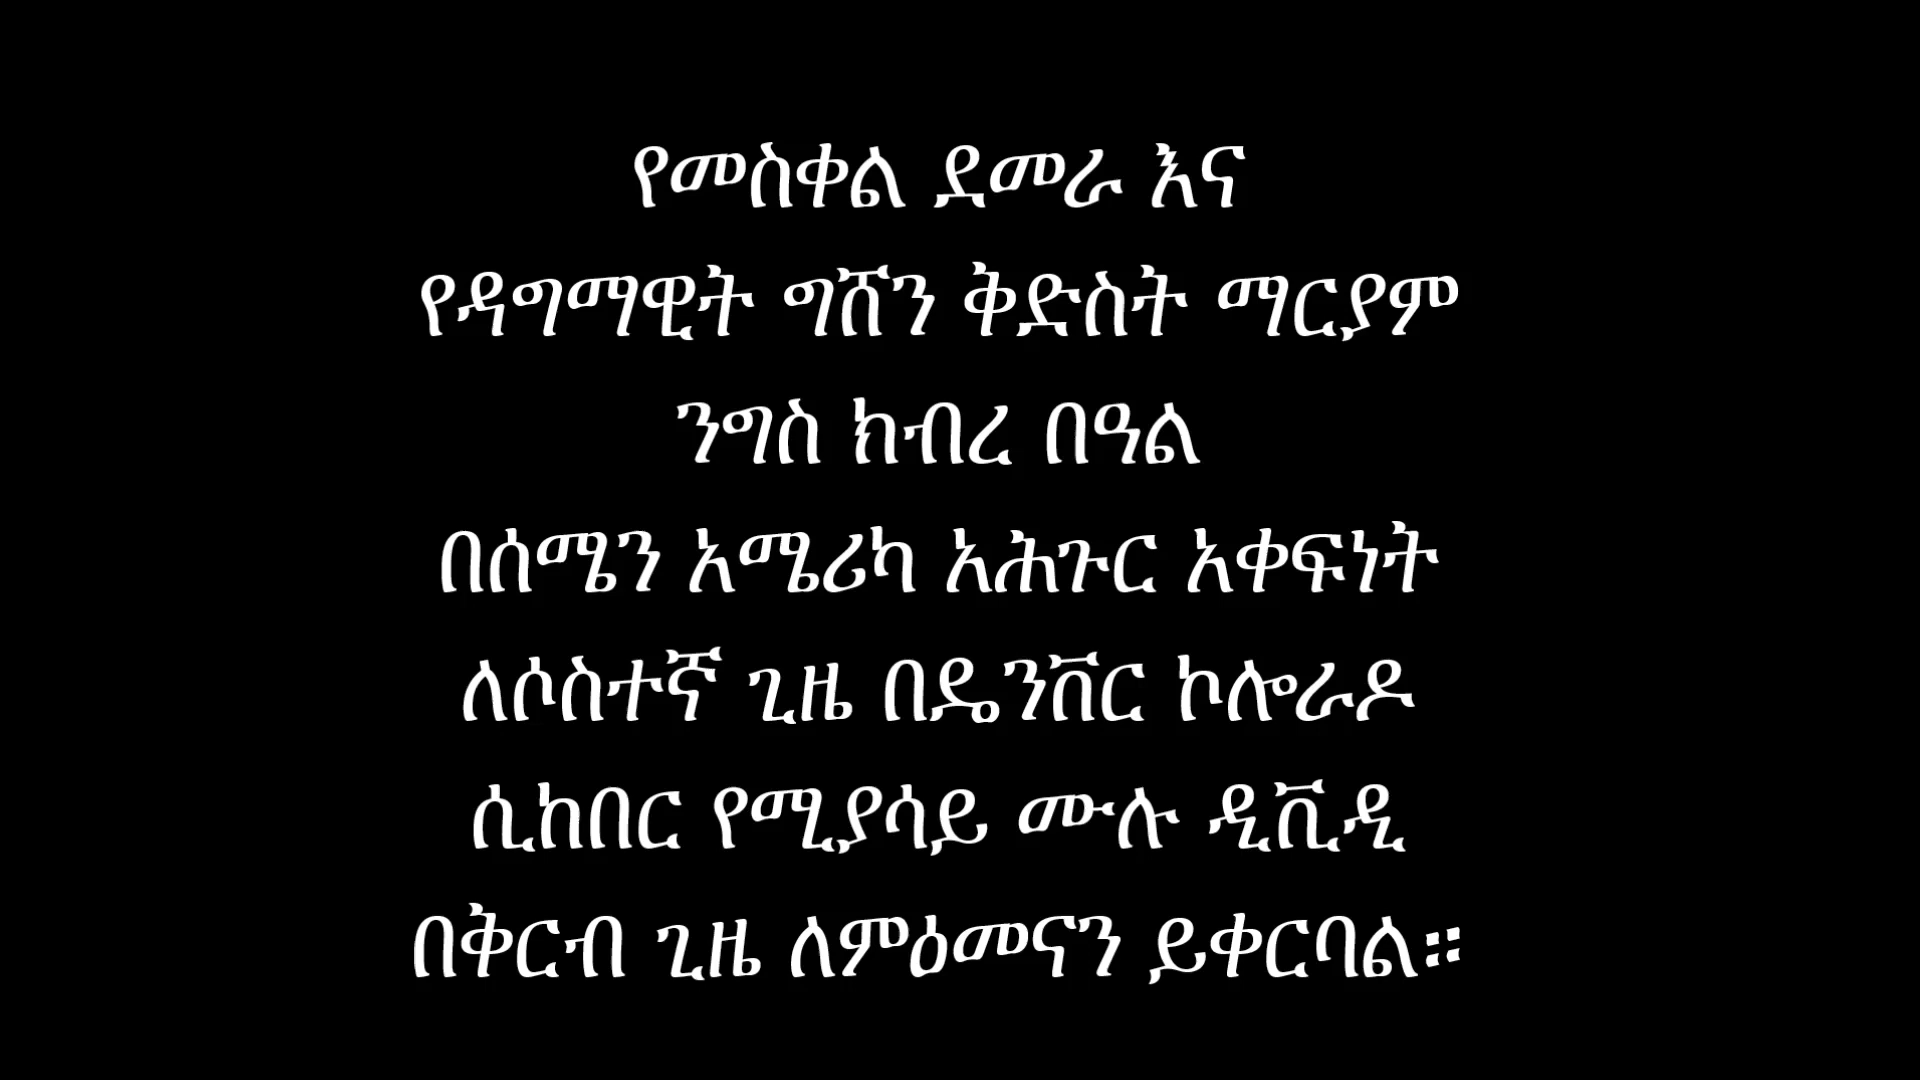 የመስቀል ደመራ እና
የዳግማዊት ግሸን ቅድስት ማርያም
ንግስ ክብረ በዓል
በሰሜን አሜሪካ አሕጉር አቀፍነት
ለሶስተኛ ጊዜ በዴንቨር ኮሎራዶ
ሲከበር የሚያሳይ ሙሉ ዲቪዲ
በቅርብ ጊዜ ለምዕመናን ይቀርባል።